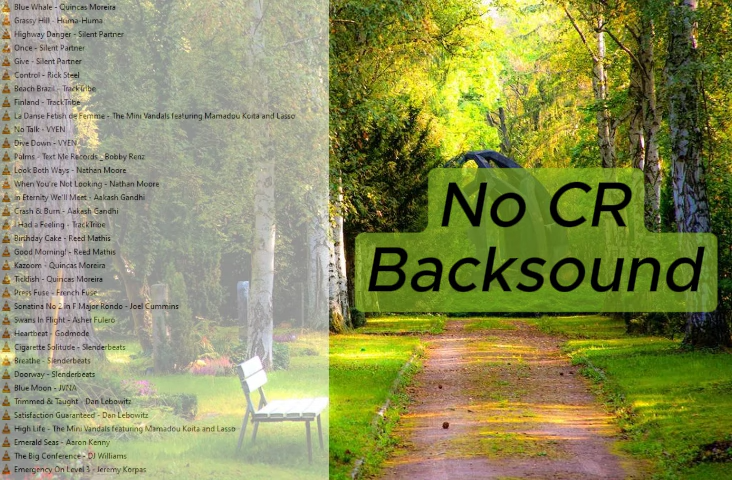 Blue Whale - Quincas Moreira
Grassy Hill - Huma-Huma
Highway Danger - Silent Partner
Once - Silent Partner
Give - Silent Partner
Control - Rick Steel
Beach Brazil - TrackTribe
Finland - TrackTribe
La Danse Fetish de Femme - The Mini Vandals featuring Mamadou Koita and Lasso
No Talk - VYEN
Dive Down - VYEN
Palms - Text Me Records _ Bobby Renz
Look Both Ways - Nathan Moore
When You're Not Looking - Nathan Moore
In Eternity We'll Meet - Aakash Gandhi
Crash & Burn - Aakash Gandhi
I Had a Feeling - TrackTribe
Birthday Cake - Reed Mathis
Good Morning! - Reed Mathis
Kazoom - Quincas Moreira
Ticklish - Quincas Moreira
Press Fuse - French Fuse
Sonatina No 2 in F Major Rondo - Joel Cummins
Swans In Flight - Asher Fulero
Heartbeat - Godmode
Cigarette Solitude - Slenderbeats
Breathe - Slenderbeats
Doorway - Slenderbeats
Blue Moon - JVNA
Trimmed & Taught - Dan Lebowitz
Satisfaction Guaranteed - Dan Lebowitz
High Life - The Mini Vandals featuring Mamadou Koita and Lasso
Emerald Seas - Aaron Kenny
The Big Conference - DJ Williams
Emergency On Level 3 - Jeremy Korpas
No CR
Backsound